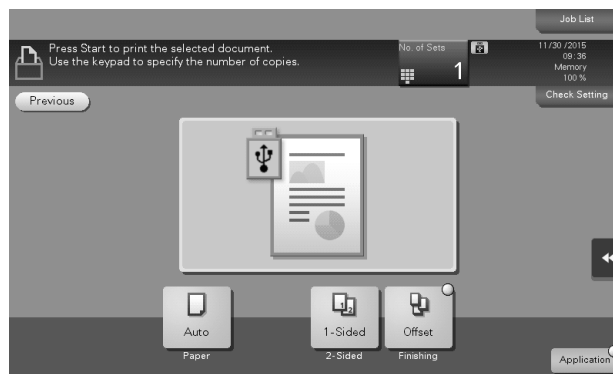 Job List
Press Start to print the selected document.
Use the keypad to specify the number of copies.
No. of Sets
1
11/30/2015
09:36
Memory
100 %
Previous
Check Setting
1 2
Auto
1-Sided
Offset
Paper
2-Sided
Finishing
Application